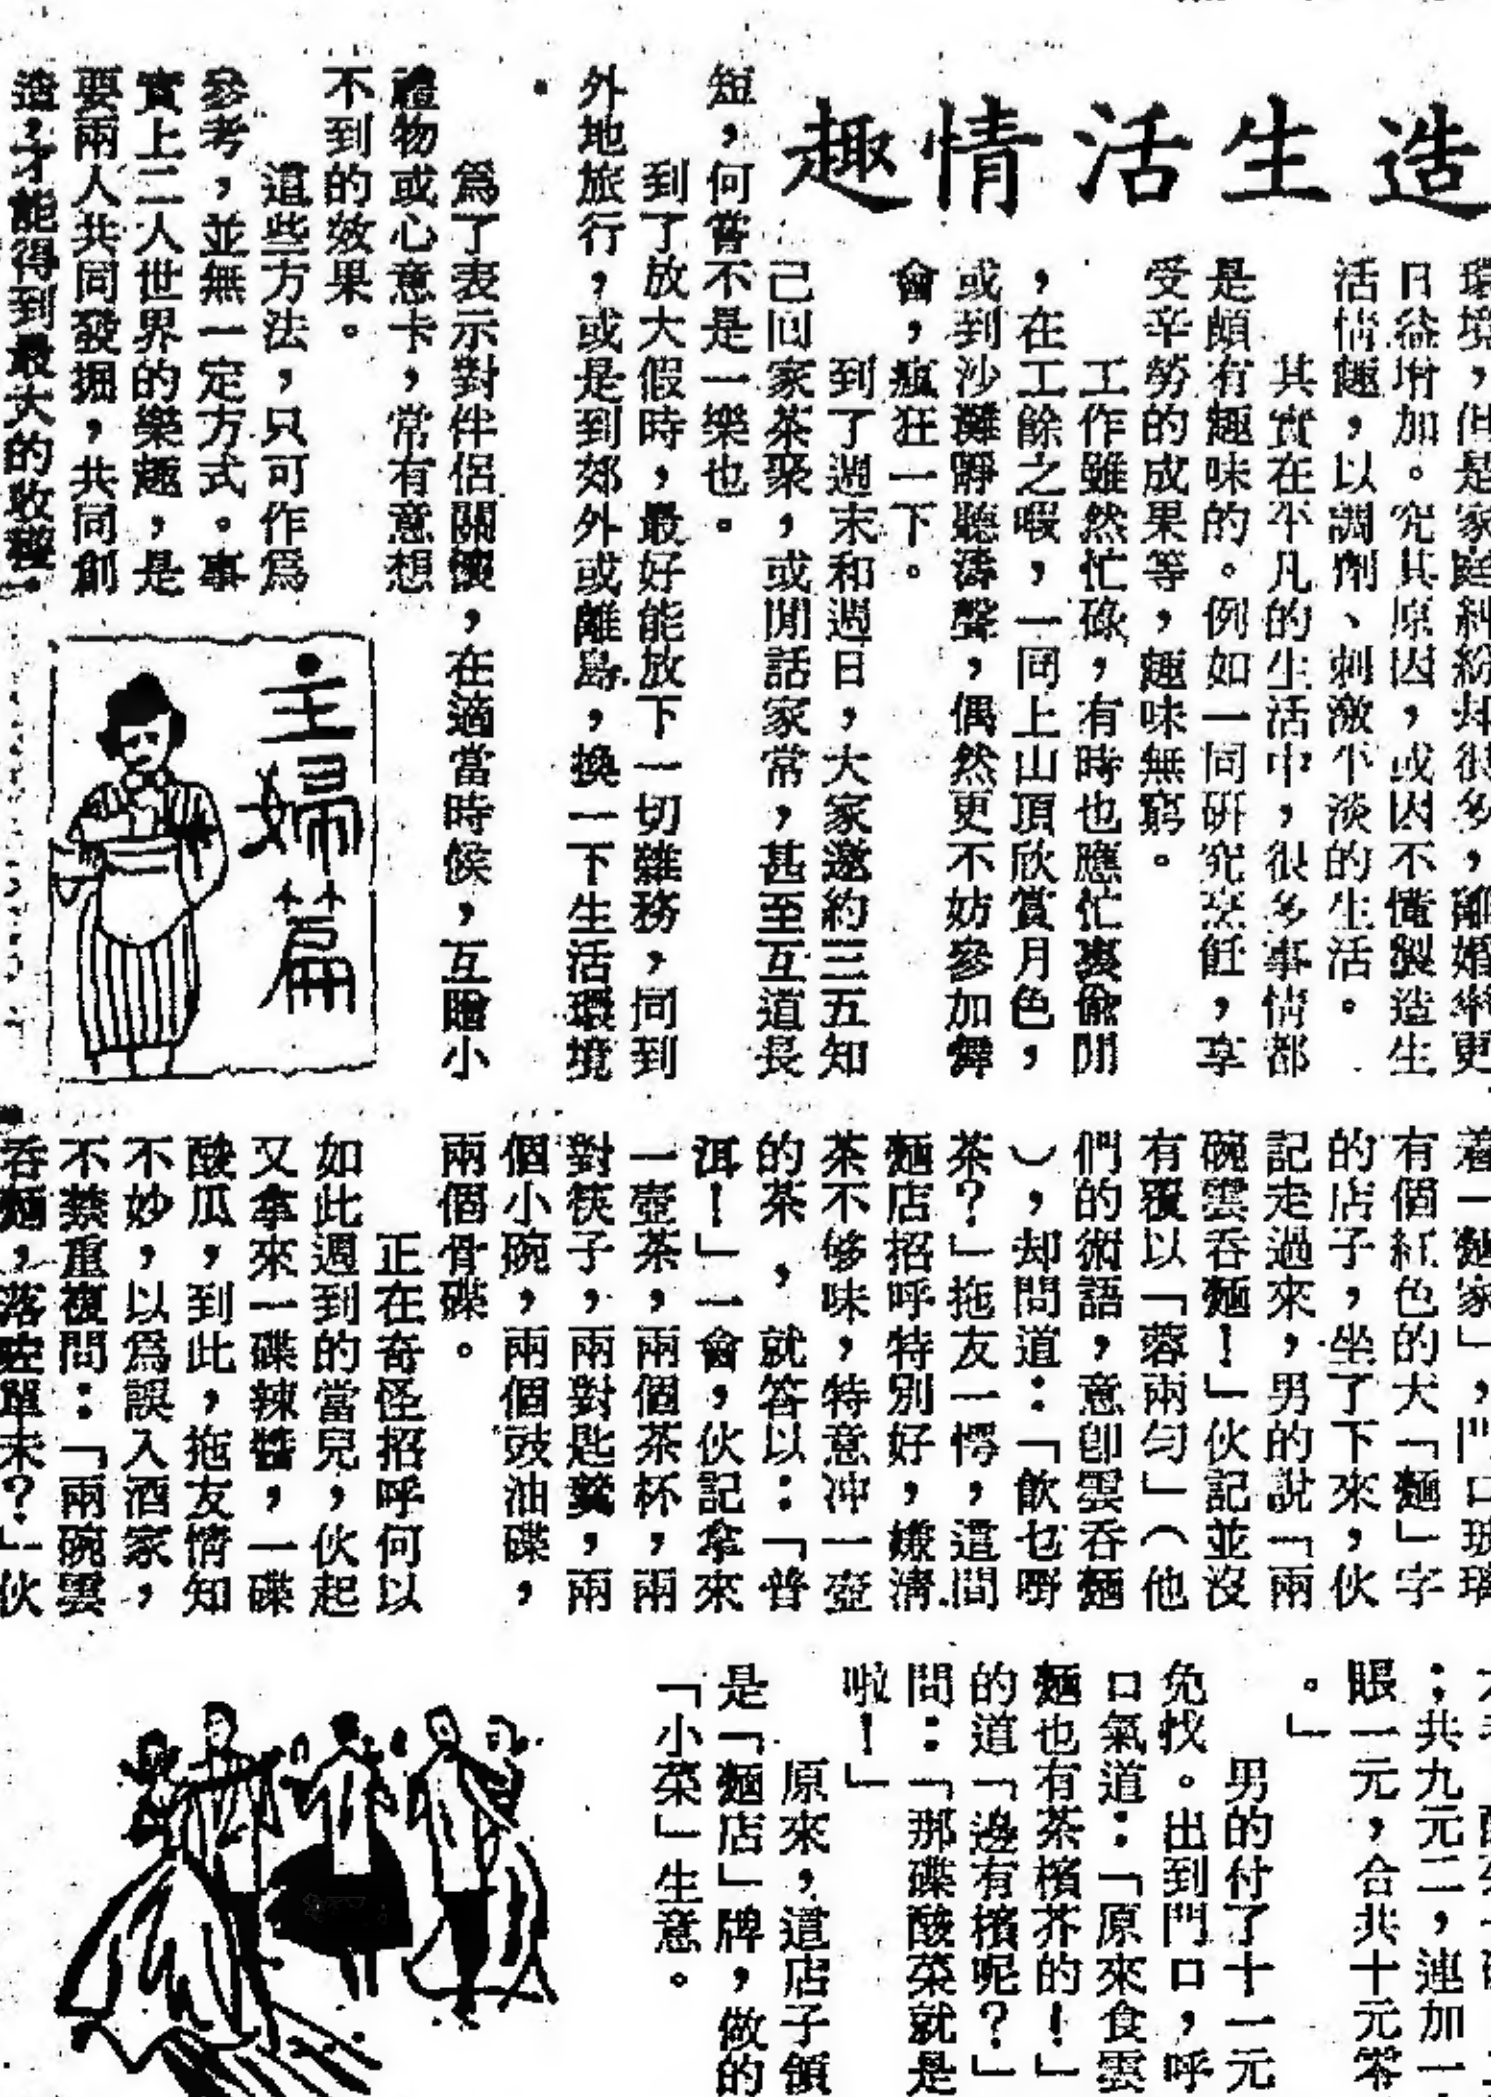 造生活情趣
環境，但是家庭糾紛却很多，離婚率更
日益增加。究其原因，或因不懂製造生
活情趣，以調劑、刺激平淡的生活。
其實在平凡的生活中，很多事情都
是頗有趣味的。例如一同研究烹飪，享
受辛勞的成果等，趣味無窮。
工作雖然忙碌，有時也應忙裏偷閒
，在工餘之暇，一同上山頂欣賞月色，
或到沙灘靜聽濤聲，偶然更不妨參加舞
會，瘋狂一下。
到了週末和週日，大家邀約三五知
己回家茶聚，或閒話家常，甚至互道長
短，何嘗不是一樂也。
到了放大假時，最好能放下一切雜務，同到
外地旅行，或是到郊外或離島，換一下生活環境
。
爲了表示對伴侶關懷，在適當時候，互贈小
禮物或心意卡，常有意想
不到的效果。
這些方法，只可作爲
參考，並無一定方式。事
實上二人世界的樂趣，是
要兩人共同發掘，共同創
造，才能得到最大的收穫。
主婦篇
着一「麵家」，門口玻璃
有個紅色的大「麵」字
的店子，坐了下來，伙
記走過來，男的說「兩
碗雲吞麵！」伙記並沒
有覆以「蓉兩勻」（他
們的術語，意卽雲吞麵
），却問道：「飮乜嘢
茶？」拖友一愕，這間
麵店招呼特別好，嫌淸
茶不够味，特意冲一壺
的茶，就答以：「普
洱！」一會，伙記拿來
一壺茶，兩個茶杯，兩
對筷子，兩對匙羹，兩
個小碗，兩個豉油碟，
兩個骨碟。
正在奇怪招呼何以
如此週到的當兒，伙起
又拿來一碟辣醬，一碟
酸瓜，到此，拖友情知
不妙，以爲誤入酒家，
不禁重複問：「兩碗雲
吞麵，落咗單未？」伙
；共九元二，連加一
眼一元，合共十元零
。」
男的付了十一元
免找。出到門口，呼
口氣道：「原來食雲
麵也有茶檳芥的！」
的道「邊有檳呢？」
問：「那碟酸菜就是
啦！」
原來，這店子領
是「麵店」牌，做的
「小菜」生意。